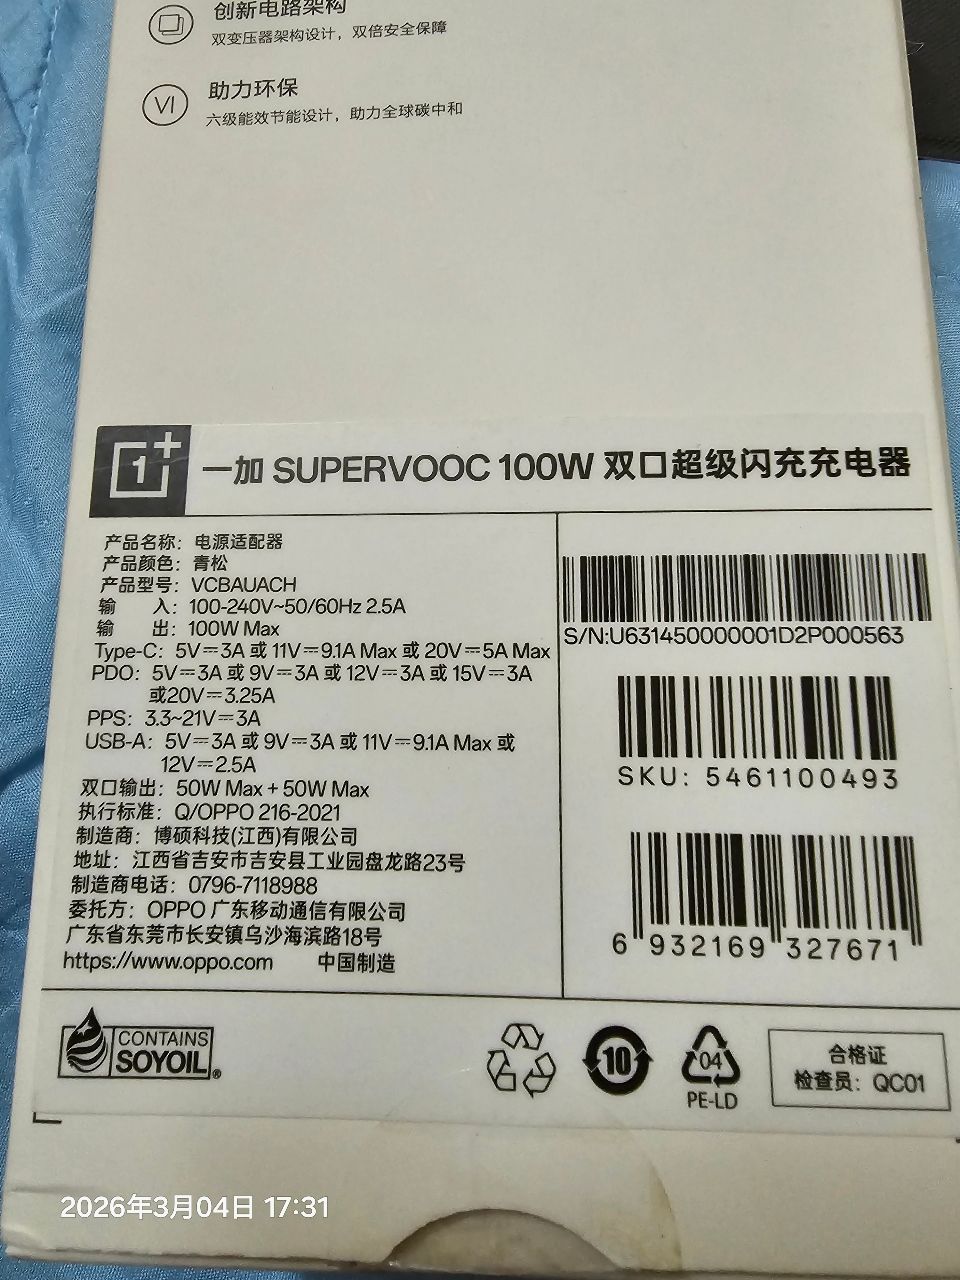 创新电路架构
双变压器架构设计，双倍安全保障
VI
助力环保
六级能效节能设计，助力全球碳中和
1+
一加 SUPERVOOC 100W 双口超级闪充充电器
产品名称：电源适配器
产品颜色：青松
产品型号：VCBAUACH
输 入：100-240V~50/60Hz 2.5A
输 出：100W Max
Type-C：5V⎓3A 或 11V⎓9.1A Max 或 20V⎓5A Max
PDO：5V⎓3A 或 9V⎓3A 或 12V⎓3A 或 15V⎓3A
或20V⎓3.25A
PPS：3.3~21V⎓3A
USB-A：5V⎓3A 或 9V⎓3A 或 11V⎓9.1A Max 或
12V⎓2.5A
双口输出：50W Max + 50W Max
执行标准：Q/OPPO 216-2021
制造商：博硕科技(江西)有限公司
地址：江西省吉安市吉安县工业园盘龙路23号
制造商电话：0796-7118988
委托方：OPPO 广东移动通信有限公司
广东省东莞市长安镇乌沙海滨路18号
https://www.oppo.com 中国制造
S/N:U631450000001D2P000563
SKU: 5461100493
6 932169 327671
CONTAINS
SOYOIL®
10
04
PE-LD
合格证
检查员：QC01
2026年3月04日 17:31